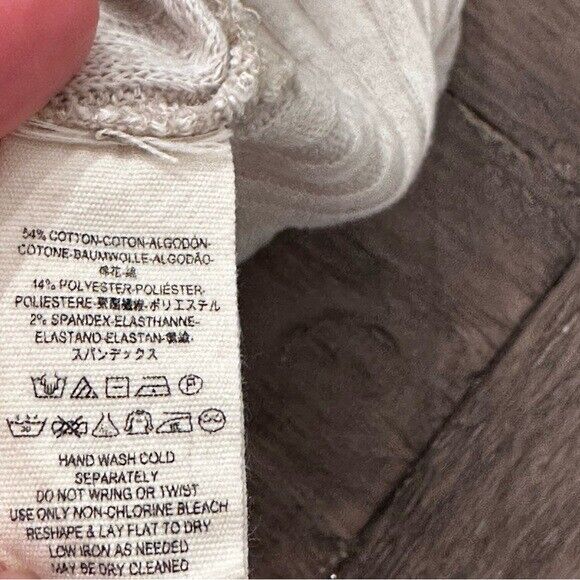 54% COTTON-COTON-ALGODÓN-
COTONE-BAUMWOLLE-ALGODÃO-
棉花-綿
14% POLYESTER-POLIÉSTER-
POLIESTERE-聚酯纖維-ポリエステル
2% SPANDEX-ELASTHANNE-
ELASTANO-ELASTAN-氨綸-
スパンデックス
P
30
HAND WASH COLD
SEPARATELY
DO NOT WRING OR TWIST
USE ONLY NON-CHLORINE BLEACH
RESHAPE & LAY FLAT TO DRY
LOW IRON AS NEEDED
MAY BE DRY CLEANED